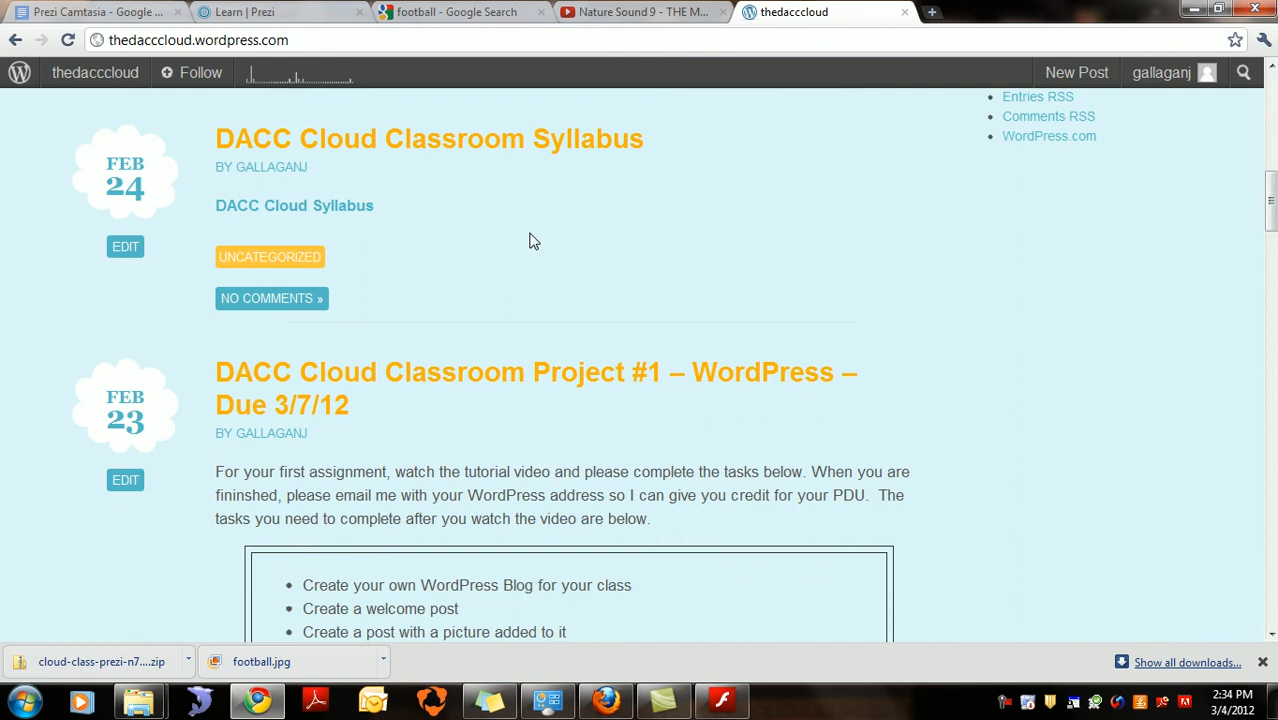 Prezi Camtasia - Google ...
Learn | Prezi
football - Google Search
Nature Sound 9 - THE M...
thedacccloud
thedacccloud.wordpress.com
thedacccloud
Follow
New Post
gallaganj
Entries RSS
Comments RSS
WordPress.com
FEB
24
EDIT
DACC Cloud Classroom Syllabus
BY GALLAGANJ
DACC Cloud Syllabus
UNCATEGORIZED
NO COMMENTS »
FEB
23
EDIT
DACC Cloud Classroom Project #1 – WordPress –
Due 3/7/12
BY GALLAGANJ
For your first assignment, watch the tutorial video and please complete the tasks below. When you are
fininshed, please email me with your WordPress address so I can give you credit for your PDU.  The
tasks you need to complete after you watch the video are below.
Create your own WordPress Blog for your class
Create a welcome post
Create a post with a picture added to it
cloud-class-prezi-n7....zip
football.jpg
Show all downloads...
2:34 PM
3/4/2012